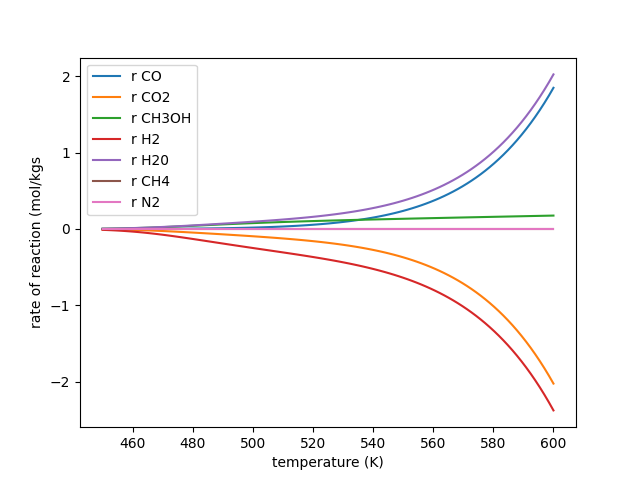 r CO
r CO2
r CH3OH
r H2
r H20
r CH4
r N2
2
1
0
−1
−2
rate of reaction (mol/kgs
460 480 500 520 540 560 580 600
temperature (K)